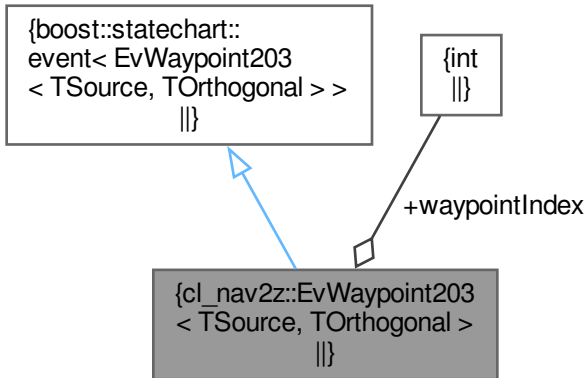 {boost::statechart::
event< EvWaypoint203
< TSource, TOrthogonal > >
||}
{int
||}
+waypointIndex
{cl_nav2z::EvWaypoint203
< TSource, TOrthogonal >
||}